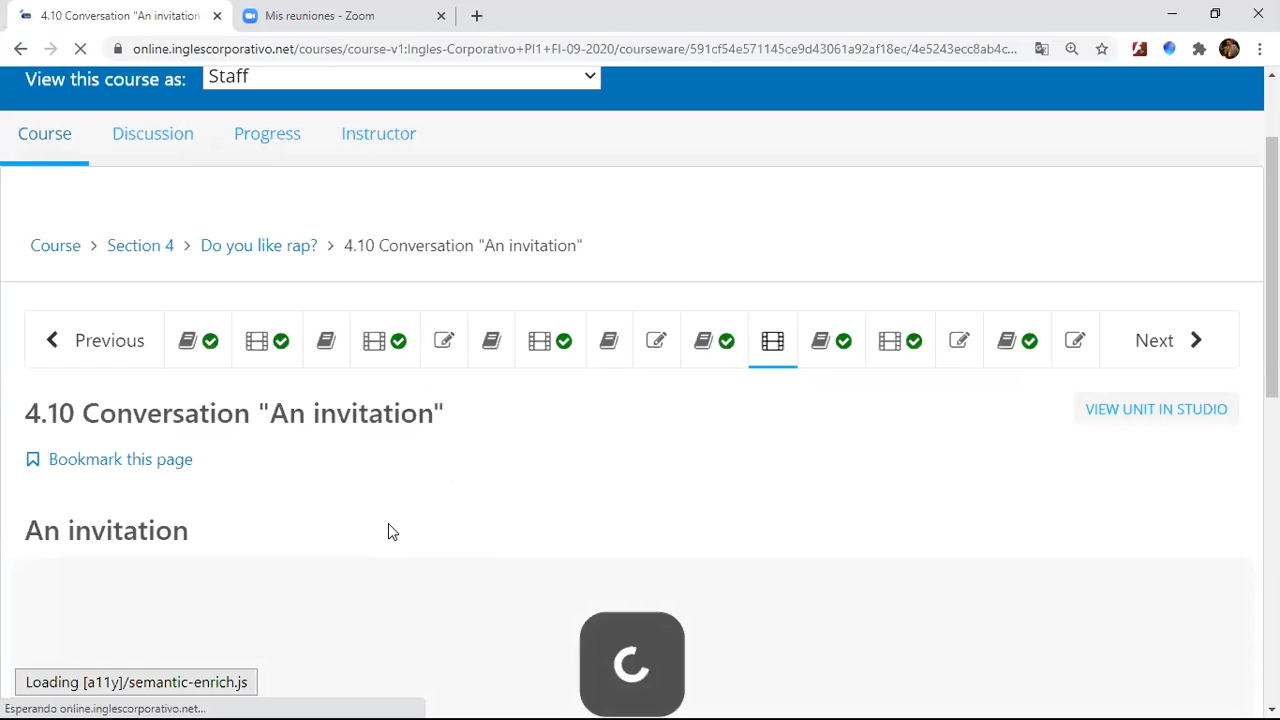 4.10 Conversation "An invitation
Mis reuniones - Zoom
online.inglescorporativo.net/courses/course-v1:Ingles-Corporativo+PI1+FI-09-2020/courseware/591cf54e571145ce9d43061a92af18ec/4e5243ecc8ab4c...
View this course as: Staff
Course Discussion Progress Instructor
Course > Section 4 > Do you like rap? > 4.10 Conversation "An invitation"
Previous Next
4.10 Conversation "An invitation"
VIEW UNIT IN STUDIO
Bookmark this page
An invitation
Loading [a11y]/semantic-enrich.js
Esperando online.inglescorporativo.net...